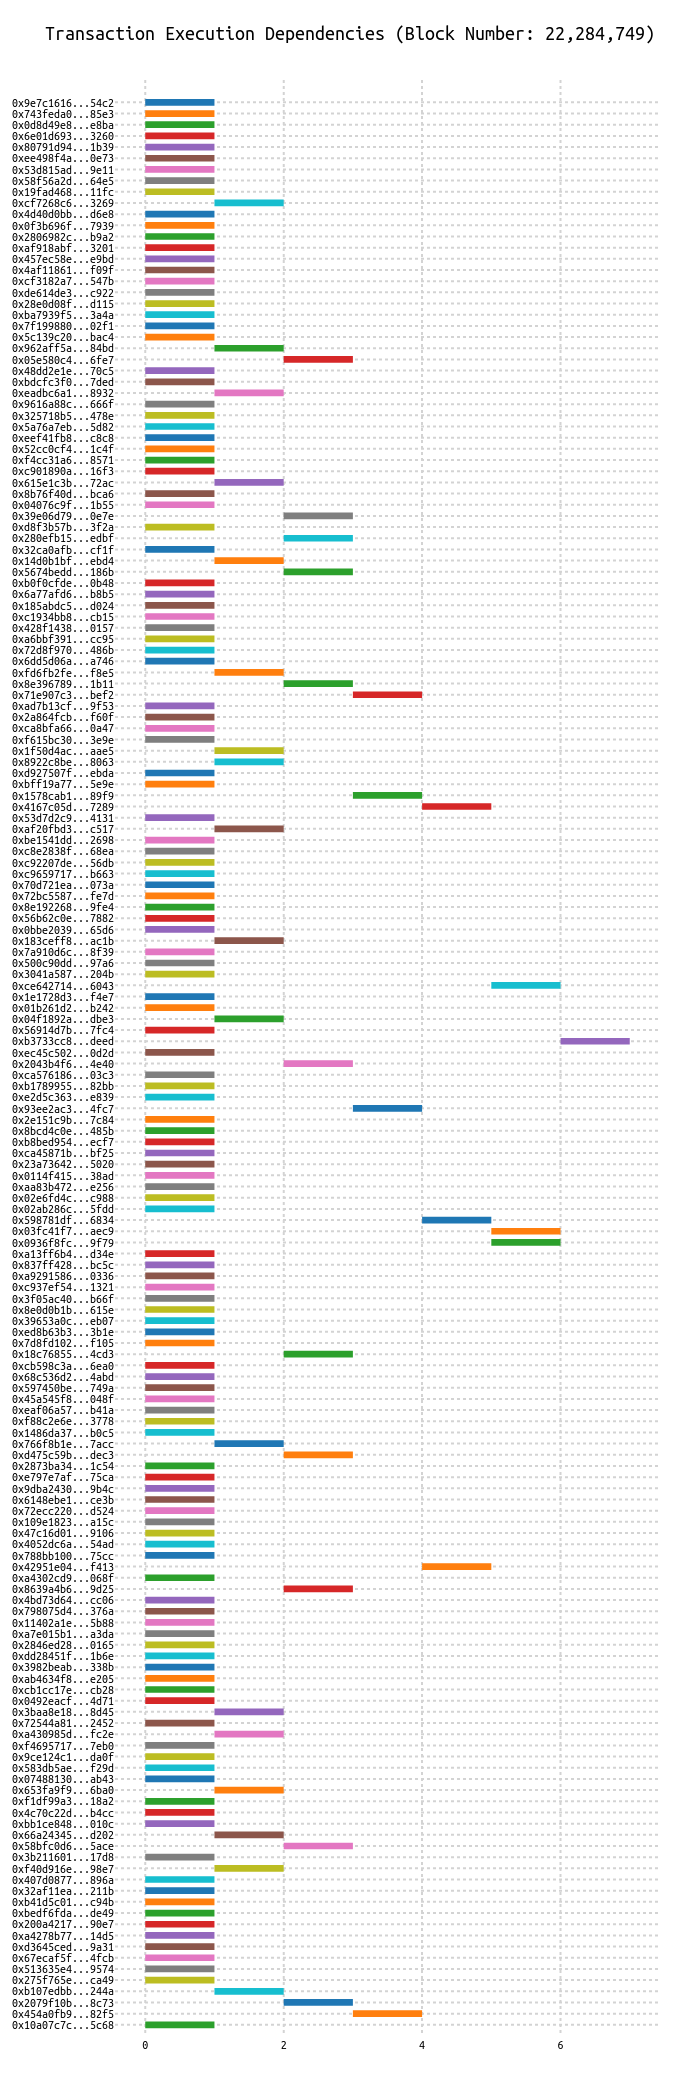 Transaction Execution Dependencies (Block Number: 22,284,749)
0x9e7c1616...54c2
0x743feda0...85e3
0x0d8d49e8...e8ba
0x6e01d693...3260
0x80791d94...1b39
0xee498f4a...0e73
0x53d815ad...9e11
0x58f56a2d...64e5
0x19fad468...11fc
0xcf7268c6...3269
0x4d40d0bb...d6e8
0x0f3b696f...7939
0x2806982c...b9a2
0xaf918abf...3201
0x457ec58e...e9bd
0x4af11861...f09f
0xcf3182a7...547b
0xde614de3...c922
0x28e0d08f...d115
0xba7939f5...3a4a
0x7f199880...02f1
0x5c139c20...bac4
0x962aff5a...84bd
0x05e580c4...6fe7
0x48dd2e1e...70c5
0xbdcfc3f0...7ded
0xeadbc6a1...8932
0x9616a88c...666f
0x325718b5...478e
0x5a76a7eb...5d82
0xeef41fb8...c8c8
0x52cc0cf4...1c4f
0xf4cc31a6...8571
0xc901890a...16f3
0x615e1c3b...72ac
0x8b76f40d...bca6
0x04076c9f...1b55
0x39e06d79...0e7e
0xd8f3b57b...3f2a
0x280efb15...edbf
0x32ca0afb...cf1f
0x14d0b1bf...ebd4
0x5674bedd...186b
0xb0f0cfde...0b48
0x6a77afd6...b8b5
0x185abdc5...d024
0xc1934bb8...cb15
0x428f1438...0157
0xa6bbf391...cc95
0x72d8f970...486b
0x6dd5d06a...a746
0xfd6fb2fe...f8e5
0x8e396789...1b11
0x71e907c3...bef2
0xad7b13cf...9f53
0x2a864fcb...f60f
0xca8bfa66...0a47
0xf615bc30...3e9e
0x1f50d4ac...aae5
0x8922c8be...8063
0xd927507f...ebda
0xbff19a77...5e9e
0x1578cab1...89f9
0x4167c05d...7289
0x53d7d2c9...4131
0xaf20fbd3...c517
0xbe1541dd...2698
0xc8e2838f...68ea
0xc92207de...56db
0xc9659717...b663
0x70d721ea...073a
0x72bc5587...fe7d
0x8e192268...9fe4
0x56b62c0e...7882
0x0bbe2039...65d6
0x183ceff8...ac1b
0x7a910d6c...8f39
0x500c90dd...97a6
0x3041a587...204b
0xce642714...6043
0x1e1728d3...f4e7
0x01b261d2...b242
0x04f1892a...dbe3
0x56914d7b...7fc4
0xb3733cc8...deed
0xec45c502...0d2d
0x2043b4f6...4e40
0xca576186...03c3
0xb1789955...82bb
0xe2d5c363...e839
0x93ee2ac3...4fc7
0x2e151c9b...7c84
0x8bcd4c0e...485b
0xb8bed954...ecf7
0xca45871b...bf25
0x23a73642...5020
0x0114f415...38ad
0xaa83b472...e256
0x02e6fd4c...c988
0x02ab286c...5fdd
0x598781df...6834
0x03fc41f7...aec9
0x0936f8fc...9f79
0xa13ff6b4...d34e
0x837ff428...bc5c
0xa9291586...0336
0xc937ef54...1321
0x3f05ac40...b66f
0x8e0d0b1b...615e
0x39653a0c...eb07
0xed8b63b3...3b1e
0x7d8fd102...f105
0x18c76855...4cd3
0xcb598c3a...6ea0
0x68c536d2...4abd
0x597450be...749a
0x45a545f8...048f
0xeaf06a57...b41a
0xf88c2e6e...3778
0x1486da37...b0c5
0x766f8b1e...7acc
0xd475c59b...dec3
0x2873ba34...1c54
0xe797e7af...75ca
0x9dba2430...9b4c
0x6148ebe1...ce3b
0x72ecc220...d524
0x109e1823...a15c
0x47c16d01...9106
0x4052dc6a...54ad
0x788bb100...75cc
0x42951e04...f413
0xa4302cd9...068f
0x8639a4b6...9d25
0x4bd73d64...cc06
0x798075d4...376a
0x11402a1e...5b88
0xa7e015b1...a3da
0x2846ed28...0165
0xdd28451f...1b6e
0x3982beab...338b
0xab4634f8...e205
0xcb1cc17e...cb28
0x0492eacf...4d71
0x3baa8e18...8d45
0x72544a81...2452
0xa430985d...fc2e
0xf4695717...7eb0
0x9ce124c1...da0f
0x583db5ae...f29d
0x07488130...ab43
0x653fa9f9...6ba0
0xf1df99a3...18a2
0x4c70c22d...b4cc
0xbb1ce848...010c
0x66a24345...d202
0x58bfc0d6...5ace
0x3b211601...17d8
0xf40d916e...98e7
0x407d0877...896a
0x32af11ea...211b
0xb41d5c01...c94b
0xbedf6fda...de49
0x200a4217...90e7
0xa4278b77...14d5
0xd3645ced...9a31
0x67ecaf5f...4fcb
0x513635e4...9574
0x275f765e...ca49
0xb107edbb...244a
0x2079f10b...8c73
0x454a0fb9...82f5
0x10a07c7c...5c68
0 2 4 6